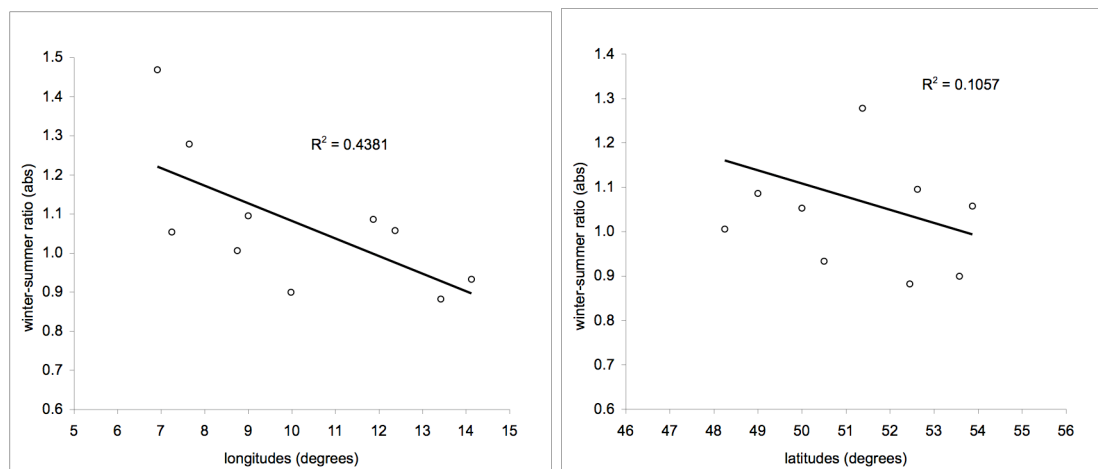 1.5
1.4
1.3
1.2
1.1
1.0
0.9
0.8
0.7
0.6
winter-summer ratio (abs)
R² = 0.4381
5 6 7 8 9 10 11 12 13 14 15
longitudes (degrees)
1.4
1.3
1.2
1.1
1.0
0.9
0.8
0.7
0.6
winter-summer ratio (abs)
R² = 0.1057
46 47 48 49 50 51 52 53 54 55 56
latitudes (degrees)